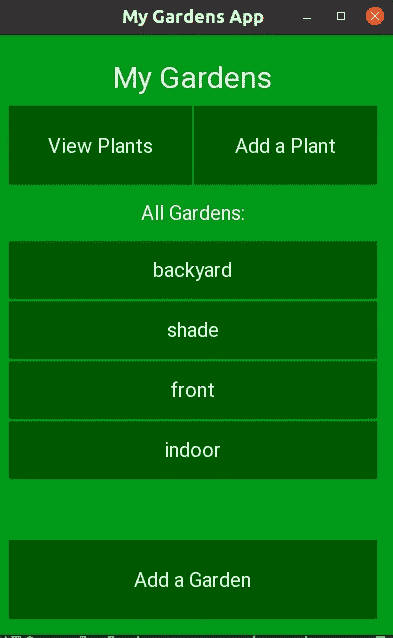 My Gardens App
My Gardens
View Plants Add a Plant
All Gardens:
backyard
shade
front
indoor
Add a Garden